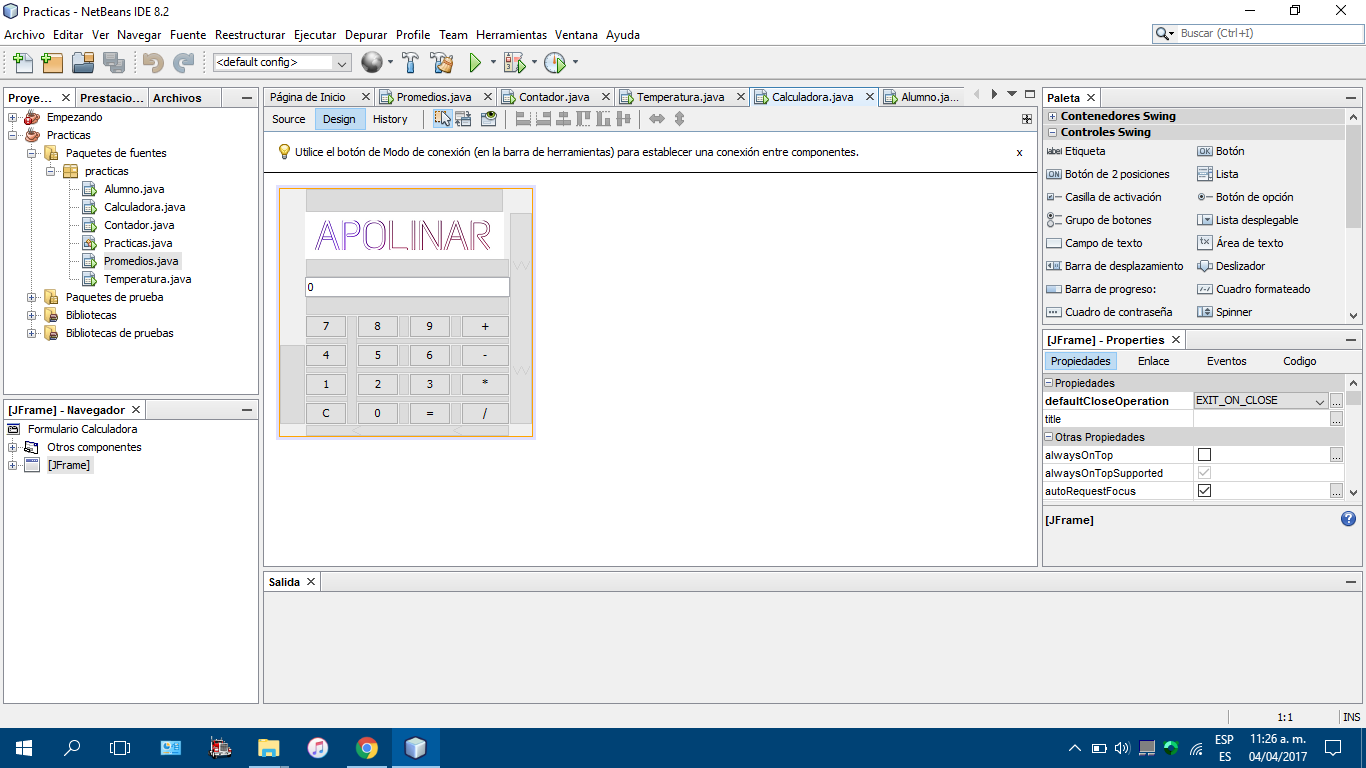 Practicas - NetBeans IDE 8.2
Archivo Editar Ver Navegar Fuente Reestructurar Ejecutar Depurar Profile Team Herramientas Ventana Ayuda
Buscar (Ctrl+I)
<default config>
Proye... Prestacio... Archivos
Empezando
Practicas
Paquetes de fuentes
practicas
Alumno.java
Calculadora.java
Contador.java
Practicas.java
Promedios.java
Temperatura.java
Paquetes de prueba
Bibliotecas
Bibliotecas de pruebas
[JFrame] - Navegador
Formulario Calculadora
Otros componentes
[JFrame]
Página de Inicio Promedios.java Contador.java Temperatura.java Calculadora.java Alumno.ja...
Source Design History
Utilice el botón de Modo de conexión (en la barra de herramientas) para establecer una conexión entre componentes. x
APOLINAR
0
7 8 9 +
4 5 6 -
1 2 3 *
C 0 = /
Paleta
Contenedores Swing
Controles Swing
label Etiqueta OK Botón
ON Botón de 2 posiciones Lista
Casilla de activación Botón de opción
Grupo de botones Lista desplegable
Campo de texto tx Área de texto
Barra de desplazamiento Deslizador
Barra de progreso: Cuadro formateado
Cuadro de contraseña Spinner
[JFrame] - Properties
Propiedades Enlace Eventos Codigo
Propiedades
defaultCloseOperation EXIT_ON_CLOSE ...
title ...
Otras Propiedades
alwaysOnTop ...
alwaysOnTopSupported
autoRequestFocus ...
[JFrame]
Salida
1:1 INS
ESP 11:26 a. m.
ES 04/04/2017